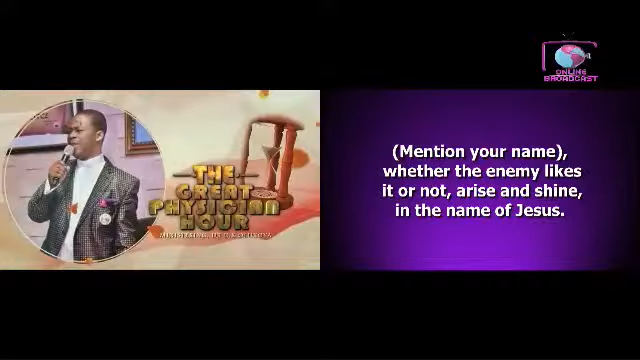 ONLINE
BROADCAST
THE
GREAT
PHYSICIAN
HOUR
(Mention your name),
whether the enemy likes
it or not, arise and shine,
in the name of Jesus.